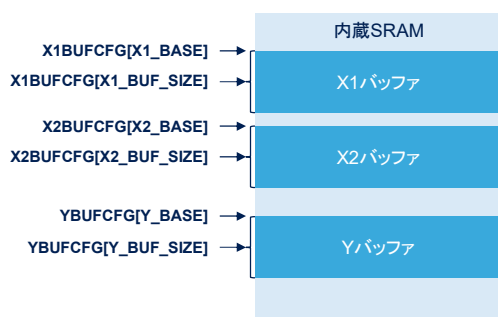 内蔵SRAM
X1BUFCFG[X1_BASE]
X1BUFCFG[X1_BUF_SIZE]
X1バッファ
X2BUFCFG[X2_BASE]
X2BUFCFG[X2_BUF_SIZE]
X2バッファ
YBUFCFG[Y_BASE]
YBUFCFG[Y_BUF_SIZE]
Yバッファ